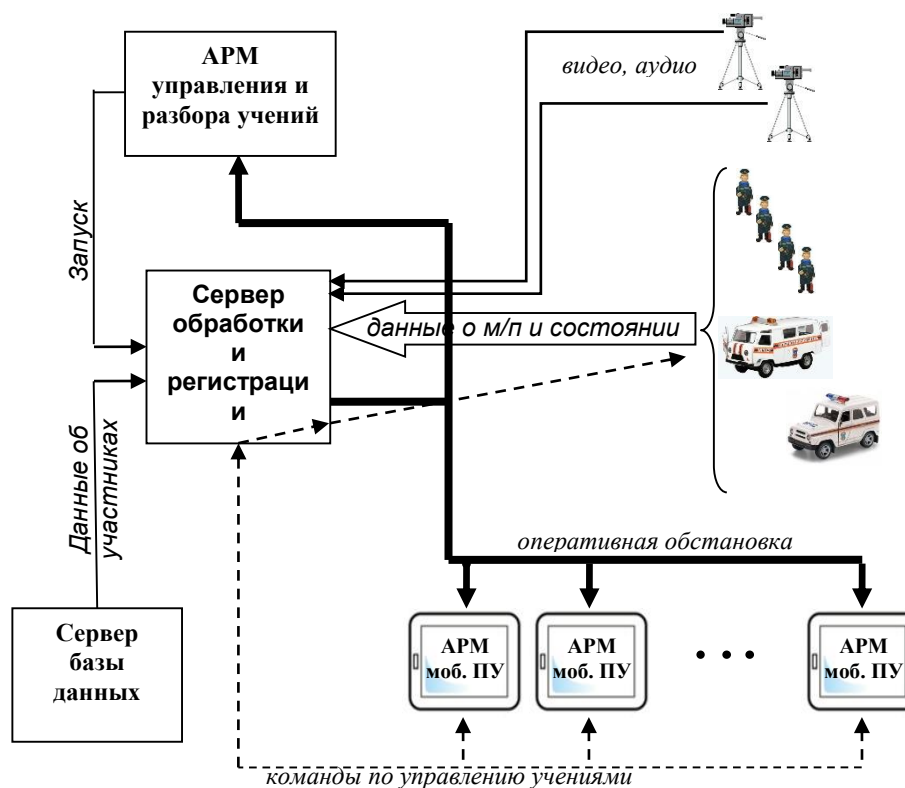 АРМ
управления и
разбора учений
видео, аудио
Запуск
Сервер
обработки
и
регистраци
и
данные о м/п и состоянии
Данные об
участниках
оперативная обстановка
Сервер
базы
данных
АРМ
моб. ПУ
АРМ
моб. ПУ
• • •
АРМ
моб. ПУ
команды по управлению учениями